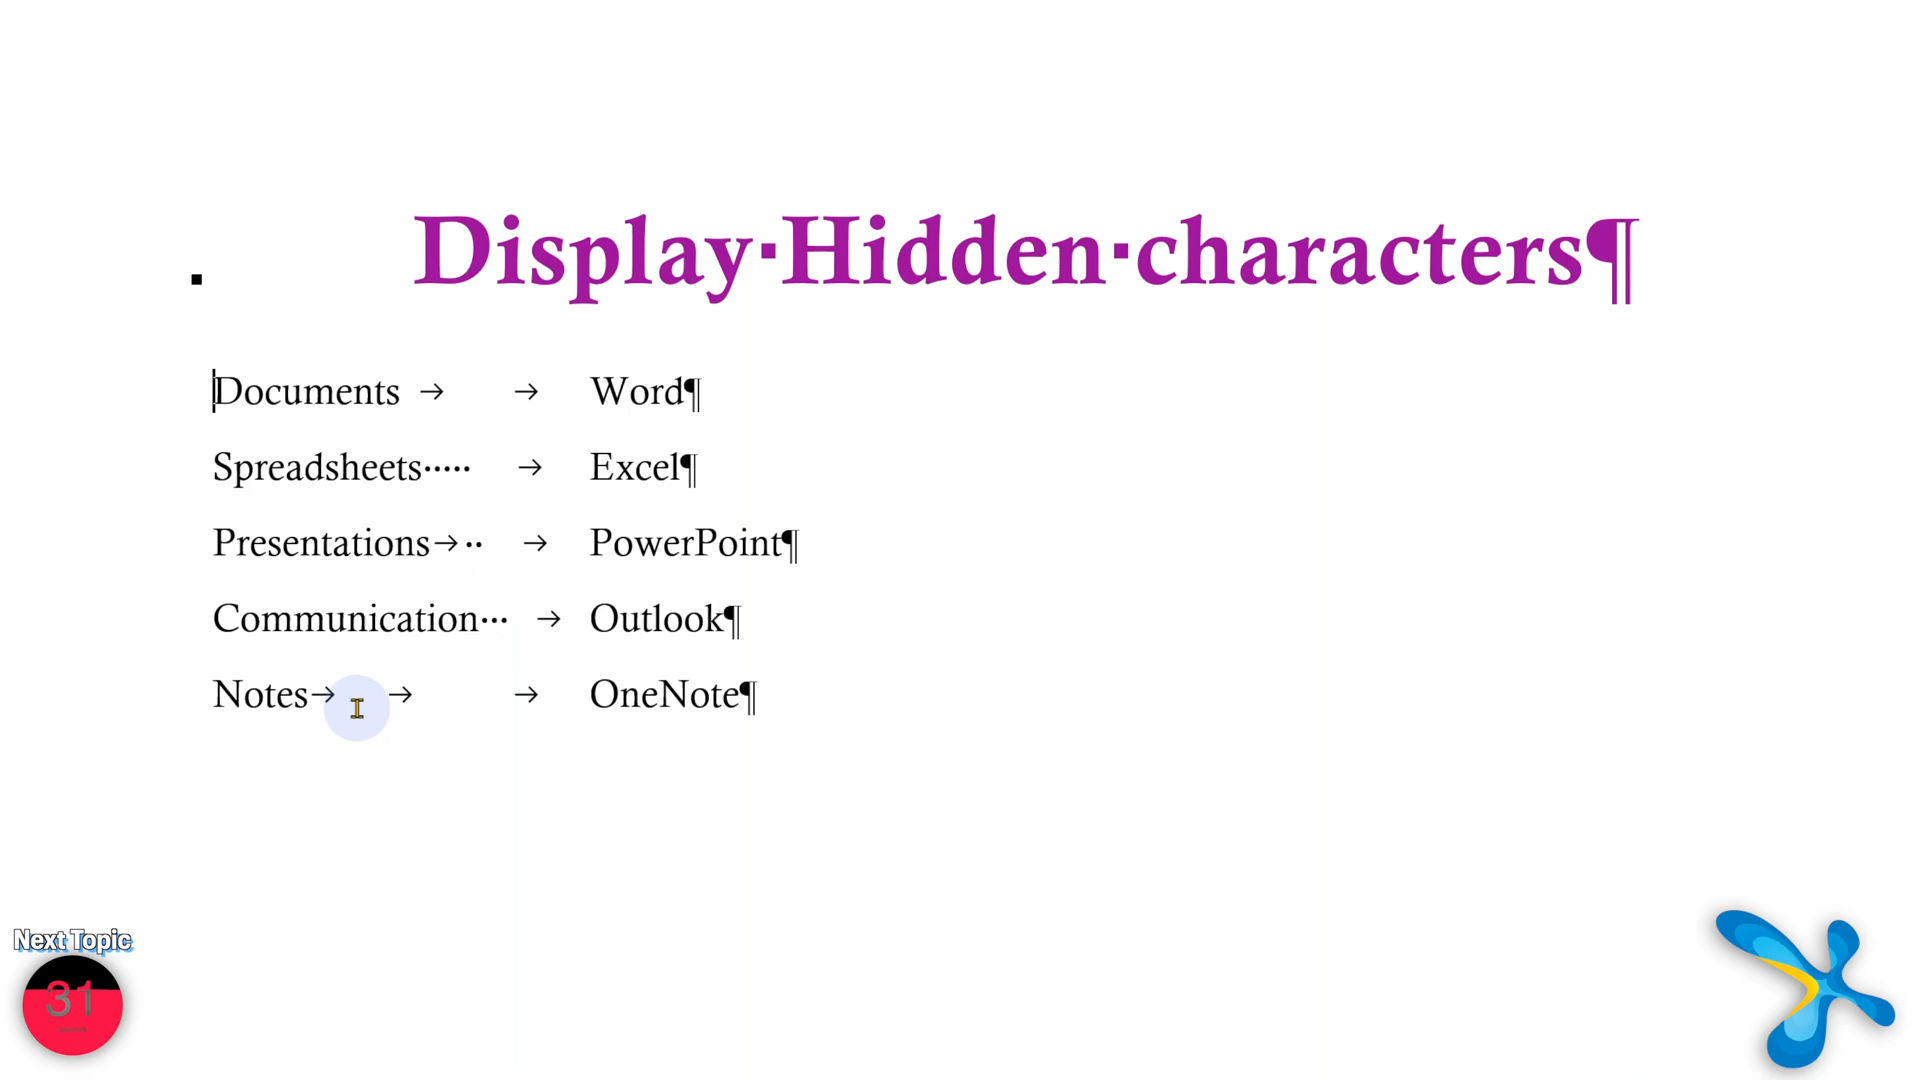 ▪ Display·Hidden·characters¶
Documents → → Word¶
Spreadsheets····· → Excel¶
Presentations→·· → PowerPoint¶
Communication··· → Outlook¶
Notes→ → → OneNote¶
Next Topic
31